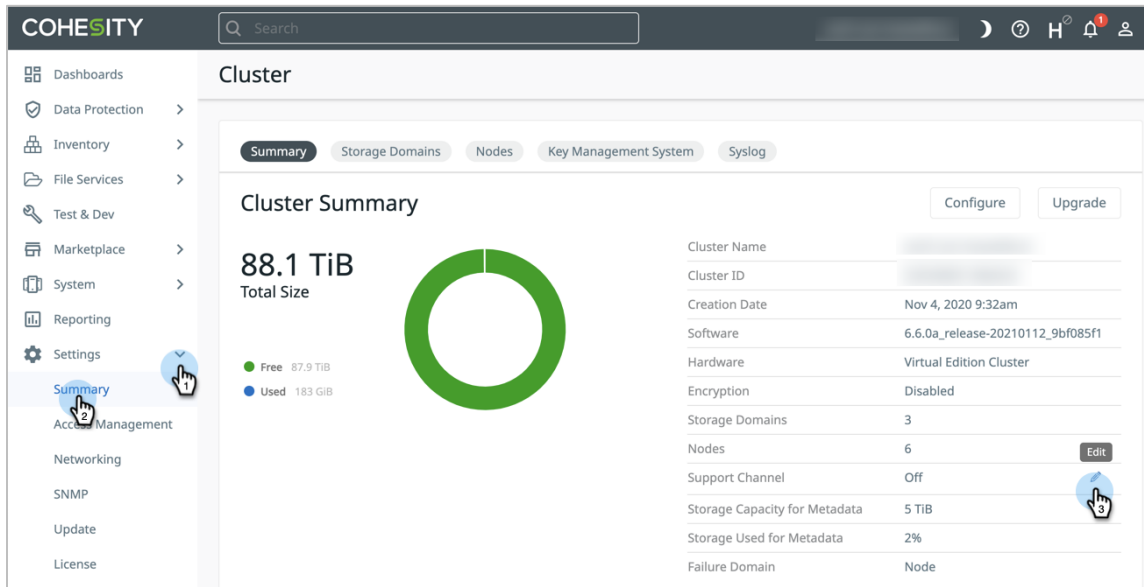 COHESITY
Search
H
1
Dashboards
Data Protection
Inventory
File Services
Test & Dev
Marketplace
System
Reporting
Settings
1
Summary
2
Access Management
Networking
SNMP
Update
License
Cluster
Summary Storage Domains Nodes Key Management System Syslog
Cluster Summary
Configure Upgrade
88.1 TiB
Total Size
Free 87.9 TiB
Used 183 GiB
Cluster Name
Cluster ID
Creation Date Nov 4, 2020 9:32am
Software 6.6.0a_release-20210112_9bf085f1
Hardware Virtual Edition Cluster
Encryption Disabled
Storage Domains 3
Nodes 6
Edit
Support Channel Off
3
Storage Capacity for Metadata 5 TiB
Storage Used for Metadata 2%
Failure Domain Node